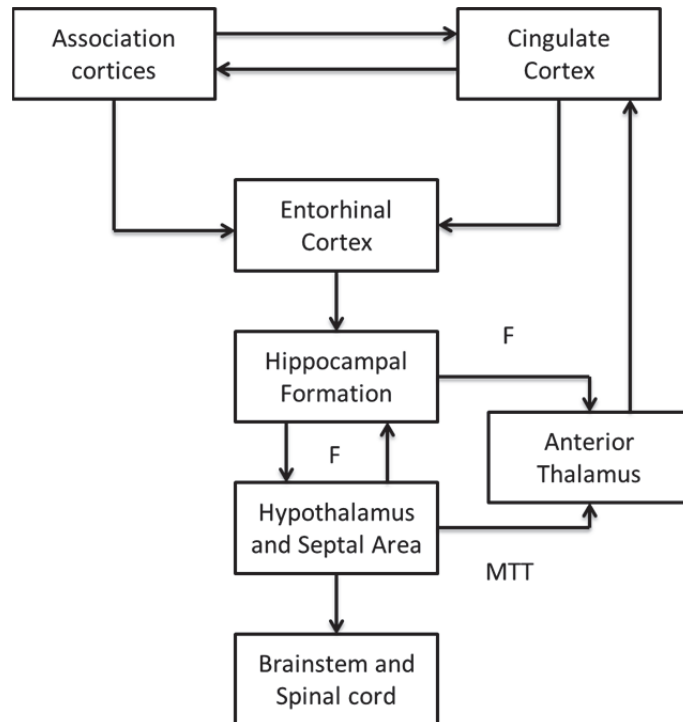 Association
cortices
Cingulate
Cortex
Entorhinal
Cortex
F
Hippocampal
Formation
Anterior
Thalamus
F
Hypothalamus
and Septal Area
MTT
Brainstem and
Spinal cord